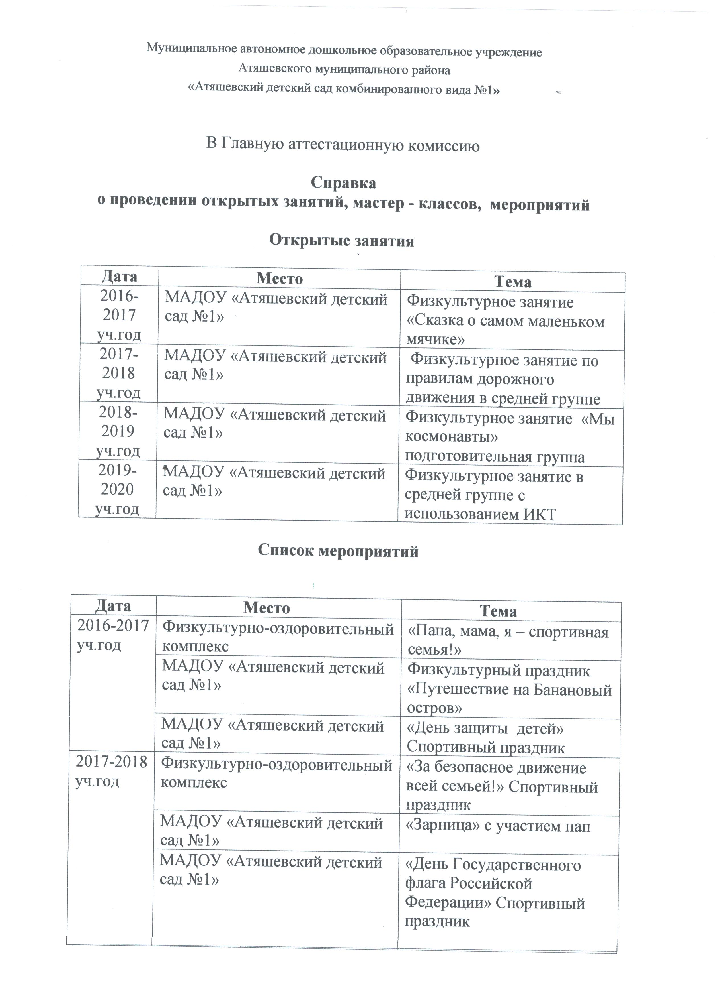 Муниципальное автономное дошкольное образовательное учреждение
Атяшевского муниципального района
«Атяшевский детский сад комбинированного вида №1»
В Главную аттестационную комиссию
Справка
о проведении открытых занятий, мастер - классов,  мероприятий
Открытые занятия
Дата
Место
Тема
2016-
2017
уч.год
МАДОУ «Атяшевский детский
сад №1»
Физкультурное занятие
«Сказка о самом маленьком
мячике»
2017-
2018
уч.год
МАДОУ «Атяшевский детский
сад №1»
Физкультурное занятие по
правилам дорожного
движения в средней группе
2018-
2019
уч.год
МАДОУ «Атяшевский детский
сад №1»
Физкультурное занятие  «Мы
космонавты»
подготовительная группа
2019-
2020
уч.год
МАДОУ «Атяшевский детский
сад №1»
Физкультурное занятие в
средней группе с
использованием ИКТ
Список мероприятий
Дата
Место
Тема
2016-2017
уч.год
Физкультурно-оздоровительный
комплекс
«Папа, мама, я – спортивная
семья!»
МАДОУ «Атяшевский детский
сад №1»
Физкультурный праздник
«Путешествие на Банановый
остров»
МАДОУ «Атяшевский детский
сад №1»
«День защиты  детей»
Спортивный праздник
2017-2018
уч.год
Физкультурно-оздоровительный
комплекс
«За безопасное движение
всей семьей!» Спортивный
праздник
МАДОУ «Атяшевский детский
сад №1»
«Зарница» с участием пап
МАДОУ «Атяшевский детский
сад №1»
«День Государственного
флага Российской
Федерации» Спортивный
праздник